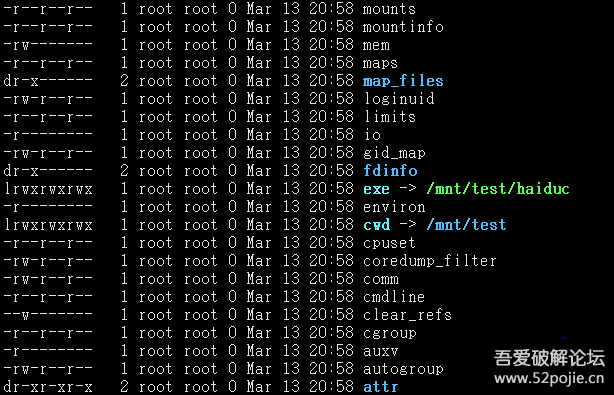 -r--r--r-- 1 root root 0 Mar 13 20:58 mounts
-r--r--r-- 1 root root 0 Mar 13 20:58 mountinfo
-rw------- 1 root root 0 Mar 13 20:58 mem
-r--r--r-- 1 root root 0 Mar 13 20:58 maps
dr-x------ 2 root root 0 Mar 13 20:58 map_files
-rw-r--r-- 1 root root 0 Mar 13 20:58 loginuid
-r--r--r-- 1 root root 0 Mar 13 20:58 limits
-r-------- 1 root root 0 Mar 13 20:58 io
-rw-r--r-- 1 root root 0 Mar 13 20:58 gid_map
dr-x------ 2 root root 0 Mar 13 20:58 fdinfo
lrwxrwxrwx 1 root root 0 Mar 13 20:58 exe -> /mnt/test/haiduc
-r-------- 1 root root 0 Mar 13 20:58 environ
lrwxrwxrwx 1 root root 0 Mar 13 20:58 cwd -> /mnt/test
-r--r--r-- 1 root root 0 Mar 13 20:58 cpuset
-rw-r--r-- 1 root root 0 Mar 13 20:58 coredump_filter
-rw-r--r-- 1 root root 0 Mar 13 20:58 comm
-r--r--r-- 1 root root 0 Mar 13 20:58 cmdline
--w------- 1 root root 0 Mar 13 20:58 clear_refs
-r--r--r-- 1 root root 0 Mar 13 20:58 cgroup
-r-------- 1 root root 0 Mar 13 20:58 auxv
-rw-r--r-- 1 root root 0 Mar 13 20:58 autogroup
dr-xr-xr-x 2 root root 0 Mar 13 20:58 attr
吾爱破解论坛
www.52pojie.cn